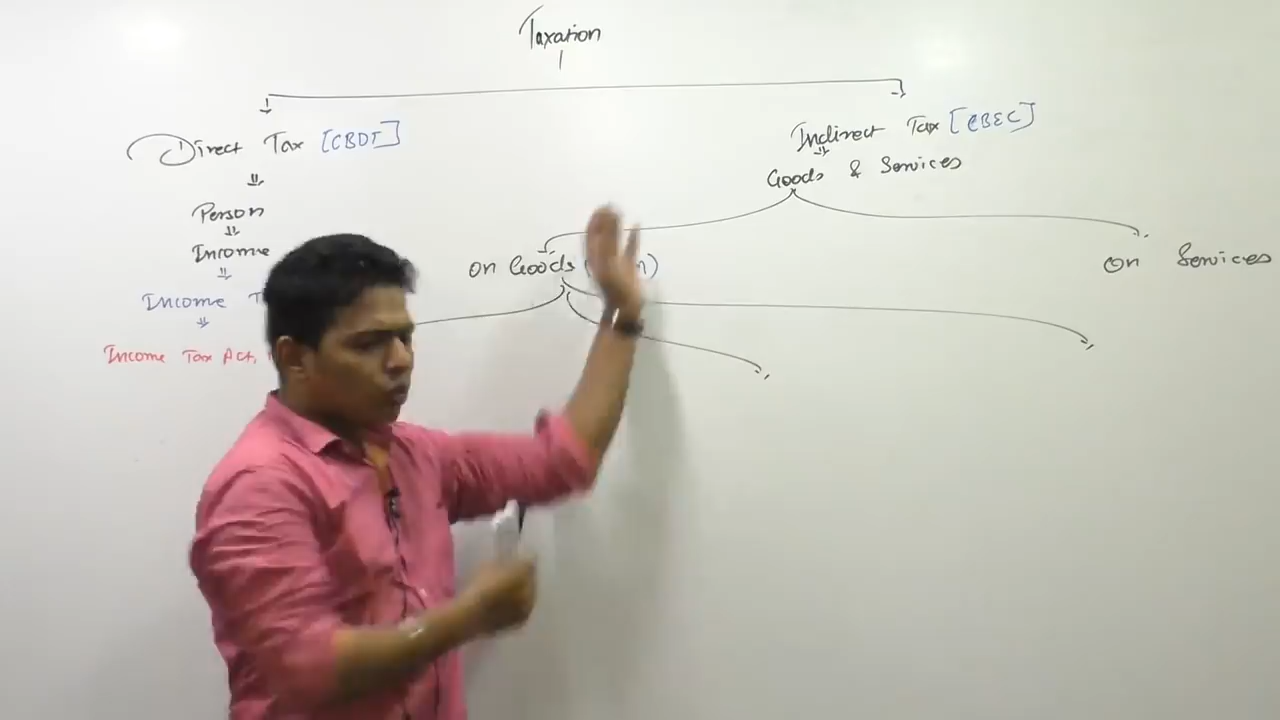 Taxation
Direct Tax [CBDT]
Indirect Tax [CBEC]
Goods & Services
Person
Income
On Goods
On Services
Income
Income Tax Act,